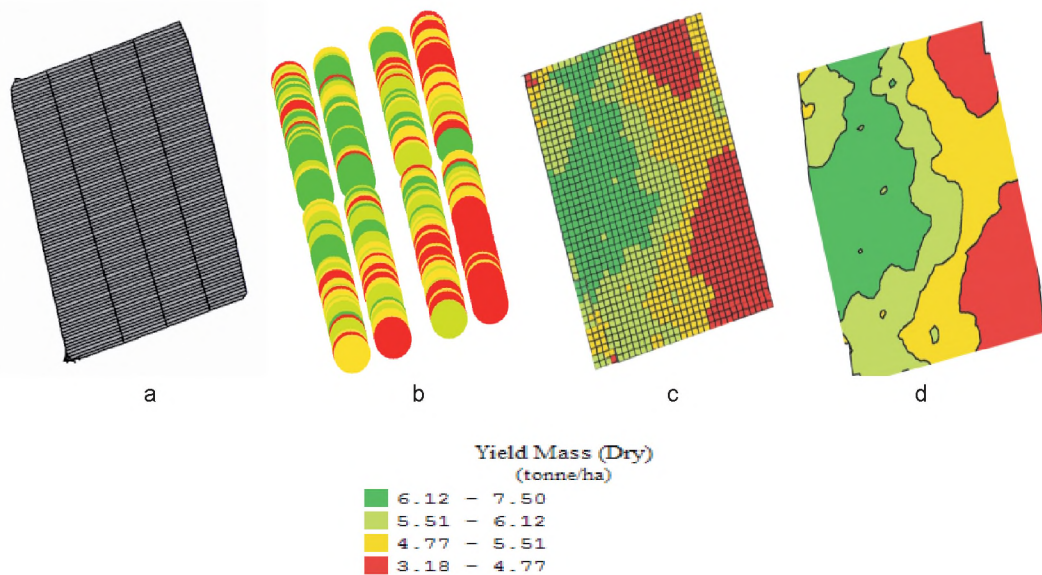 a
b
c
d
Yield Mass (Dry)
(tonne/ha)
6.12 - 7.50
5.51 - 6.12
4.77 - 5.51
3.18 - 4.77